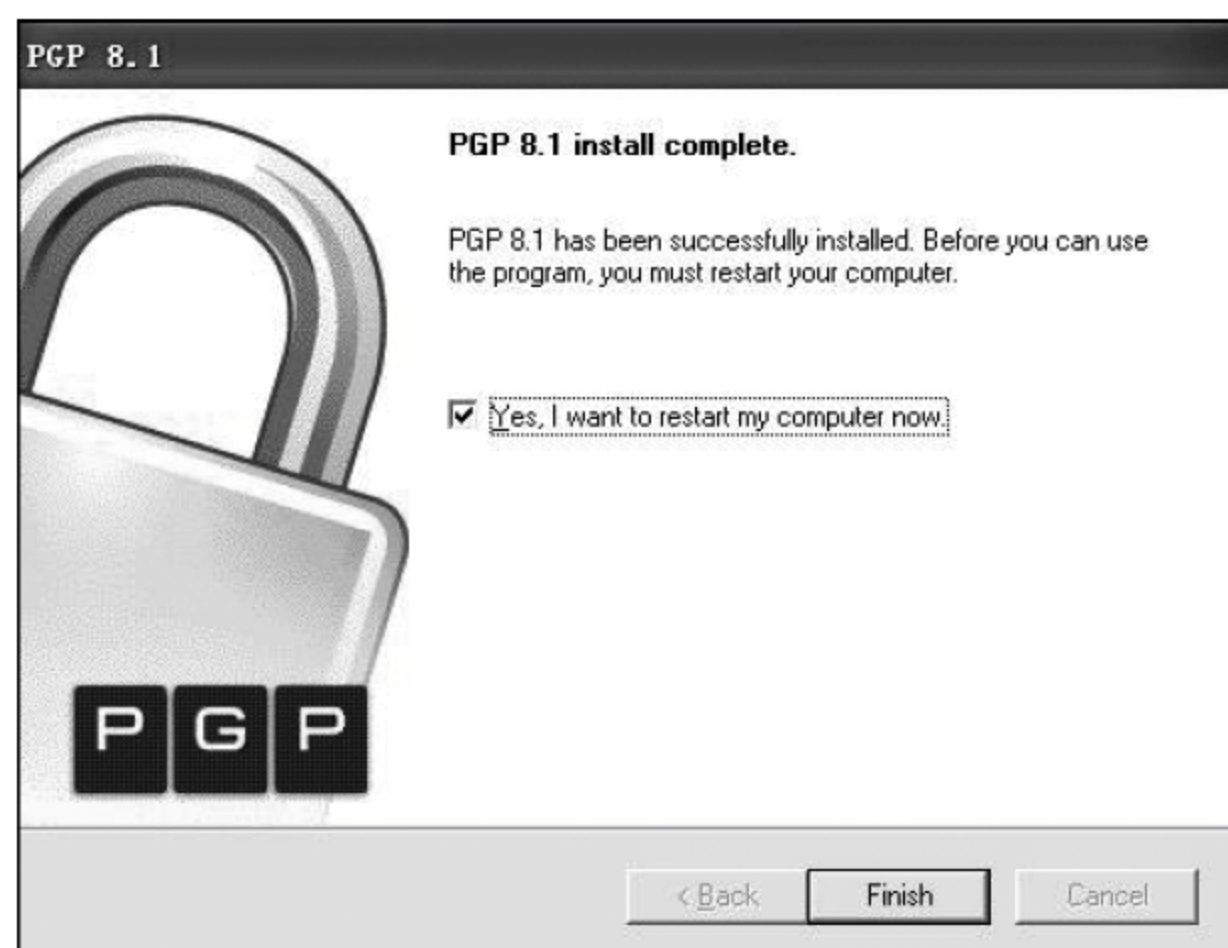 PGP 8.1
PGP 8.1 install complete.
PGP 8.1 has been successfully installed. Before you can use
the program, you must restart your computer.
Yes, I want to restart my computer now.
PGP
< Back
Finish
Cancel